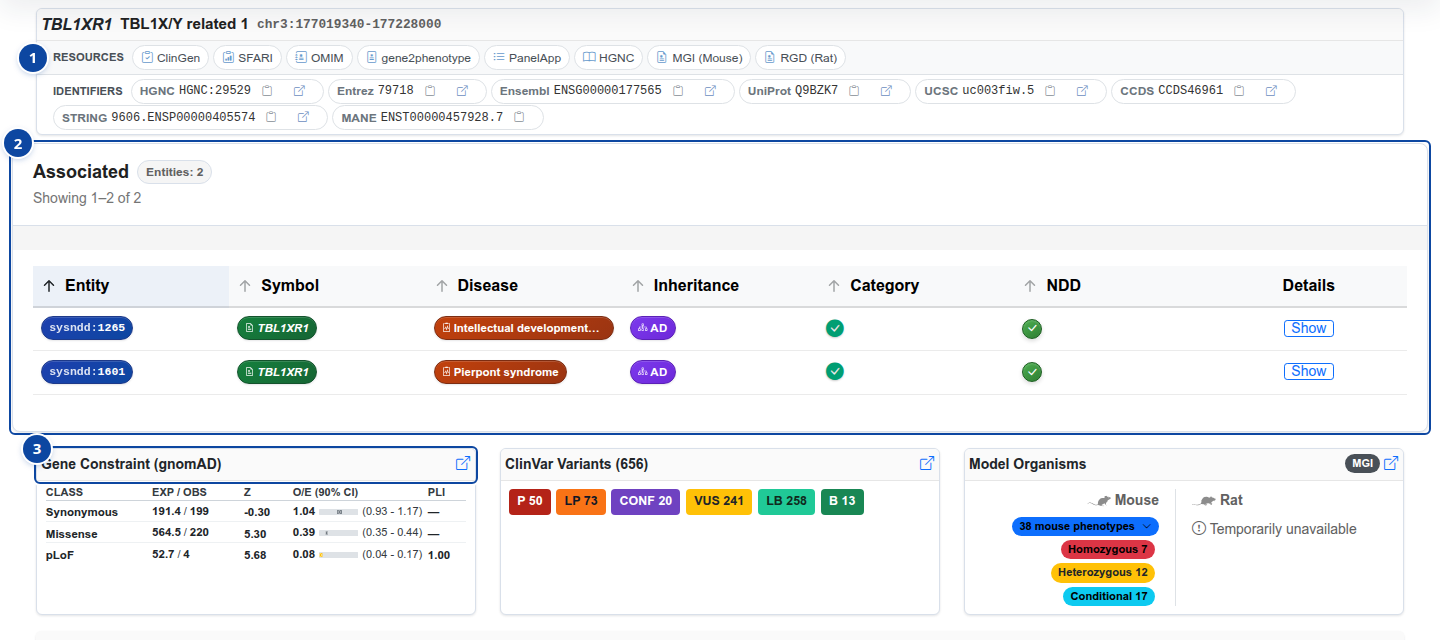 TBL1XR1 TBL1X/Y related 1 chr3:177019340-177228000
1 RESOURCES ClinGen SFARI OMIM gene2phenotype PanelApp HGNC MGI (Mouse) RGD (Rat)
IDENTIFIERS HGNC HGNC:29529 Entrez 79718 Ensembl ENSG00000177565 UniProt Q9BZK7 UCSC uc003fiw.5 CCDS CCDS46961
STRING 9606.ENSP00000405574 MANE ENST00000457928.7
2
Associated Entities: 2
Showing 1–2 of 2
Entity Symbol Disease Inheritance Category NDD Details
sysndd:1265 TBL1XR1 Intellectual development... AD Show
sysndd:1601 TBL1XR1 Pierpont syndrome AD Show
3
Gene Constraint (gnomAD)
CLASS EXP / OBS Z O/E (90% CI) PLI
Synonymous 191.4 / 199 -0.30 1.04 (0.93 - 1.17) —
Missense 564.5 / 220 5.30 0.39 (0.35 - 0.44) —
pLoF 52.7 / 4 5.68 0.08 (0.04 - 0.17) 1.00
ClinVar Variants (656)
P 50 LP 73 CONF 20 VUS 241 LB 258 B 13
Model Organisms MGI
Mouse
38 mouse phenotypes
Homozygous 7
Heterozygous 12
Conditional 17
Rat
Temporarily unavailable